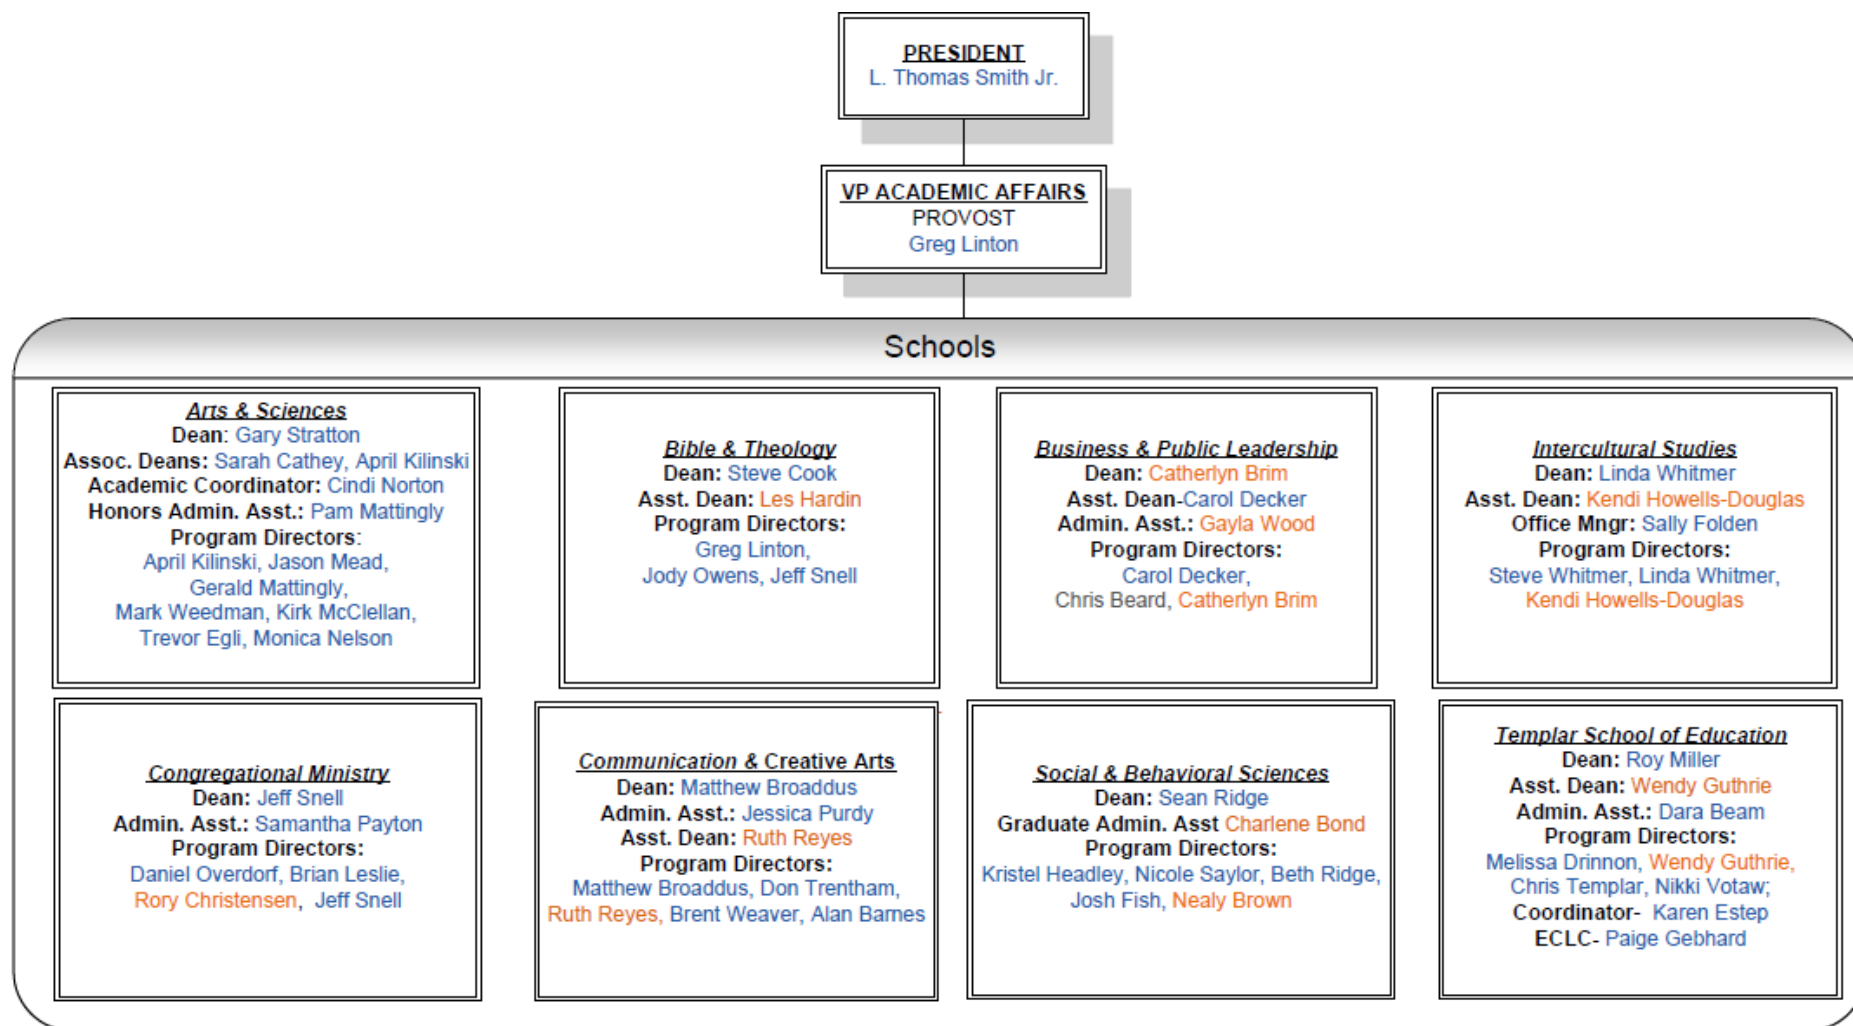 PRESIDENT
L. Thomas Smith Jr.
VP ACADEMIC AFFAIRS
PROVOST
Greg Linton
Schools
Arts & Sciences
Dean: Gary Stratton
Assoc. Deans: Sarah Cathey, April Kilinski
Academic Coordinator: Cindi Norton
Honors Admin. Asst.: Pam Mattingly
Program Directors:
April Kilinski, Jason Mead,
Gerald Mattingly,
Mark Weedman, Kirk McClellan,
Trevor Egli, Monica Nelson
Bible & Theology
Dean: Steve Cook
Asst. Dean: Les Hardin
Program Directors:
Greg Linton,
Jody Owens, Jeff Snell
Business & Public Leadership
Dean: Catherlyn Brim
Asst. Dean-Carol Decker
Admin. Asst.: Gayla Wood
Program Directors:
Carol Decker,
Chris Beard, Catherlyn Brim
Intercultural Studies
Dean: Linda Whitmer
Asst. Dean: Kendi Howells-Douglas
Office Mngr: Sally Folden
Program Directors:
Steve Whitmer, Linda Whitmer,
Kendi Howells-Douglas
Congregational Ministry
Dean: Jeff Snell
Admin. Asst.: Samantha Payton
Program Directors:
Daniel Overdorf, Brian Leslie,
Rory Christensen, Jeff Snell
Communication & Creative Arts
Dean: Matthew Broaddus
Admin. Asst.: Jessica Purdy
Asst. Dean: Ruth Reyes
Program Directors:
Matthew Broaddus, Don Trentham,
Ruth Reyes, Brent Weaver, Alan Barnes
Social & Behavioral Sciences
Dean: Sean Ridge
Graduate Admin. Asst Charlene Bond
Program Directors:
Kristel Headley, Nicole Saylor, Beth Ridge,
Josh Fish, Nealy Brown
Templar School of Education
Dean: Roy Miller
Asst. Dean: Wendy Guthrie
Admin. Asst.: Dara Beam
Program Directors:
Melissa Drinnon, Wendy Guthrie,
Chris Templar, Nikki Votaw;
Coordinator- Karen Estep
ECLC- Paige Gebhard